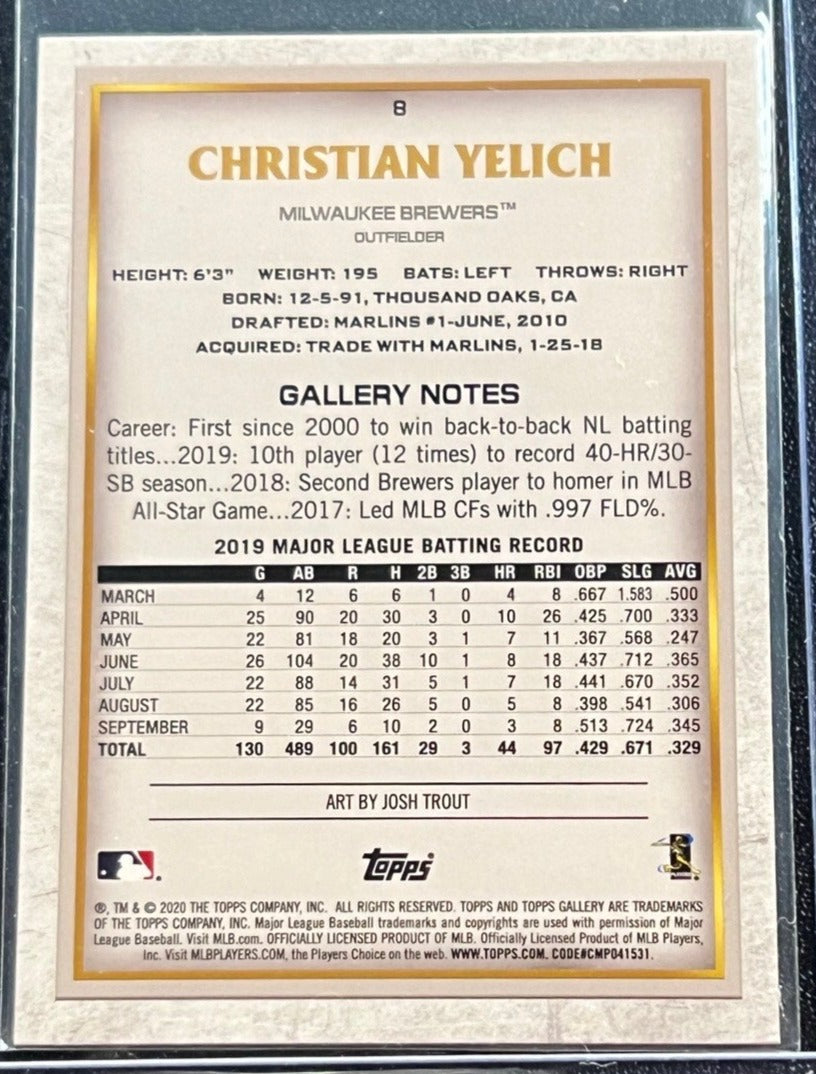 8
CHRISTIAN YELICH
MILWAUKEE BREWERS™
OUTFIELDER
HEIGHT: 6'3" WEIGHT: 195 BATS: LEFT THROWS: RIGHT
BORN: 12-5-91, THOUSAND OAKS, CA
DRAFTED: MARLINS #1-JUNE, 2010
ACQUIRED: TRADE WITH MARLINS, 1-25-18
GALLERY NOTES
Career: First since 2000 to win back-to-back NL batting
titles...2019: 10th player (12 times) to record 40-HR/30-
SB season...2018: Second Brewers player to homer in MLB
All-Star Game...2017: Led MLB CFs with .997 FLD%.
2019 MAJOR LEAGUE BATTING RECORD
G AB R H 2B 3B HR RBI OBP SLG AVG
MARCH 4 12 6 6 1 0 4 8 .667 1.583 .500
APRIL 25 90 20 30 3 0 10 26 .425 .700 .333
MAY 22 81 18 20 3 1 7 11 .367 .568 .247
JUNE 26 104 20 38 10 1 8 18 .437 .712 .365
JULY 22 88 14 31 5 1 7 18 .441 .670 .352
AUGUST 22 85 16 26 5 0 5 8 .398 .541 .306
SEPTEMBER 9 29 6 10 2 0 3 8 .513 .724 .345
TOTAL 130 489 100 161 29 3 44 97 .429 .671 .329
ART BY JOSH TROUT
topps
®, TM & © 2020 THE TOPPS COMPANY, INC. ALL RIGHTS RESERVED. TOPPS AND TOPPS GALLERY ARE TRADEMARKS
OF THE TOPPS COMPANY, INC. Major League Baseball trademarks and copyrights are used with permission of Major
League Baseball. Visit MLB.com. OFFICIALLY LICENSED PRODUCT OF MLB. Officially Licensed Product of MLB Players,
Inc. Visit MLBPLAYERS.COM, the Players Choice on the web. WWW.TOPPS.COM. CODE#CMP041531.